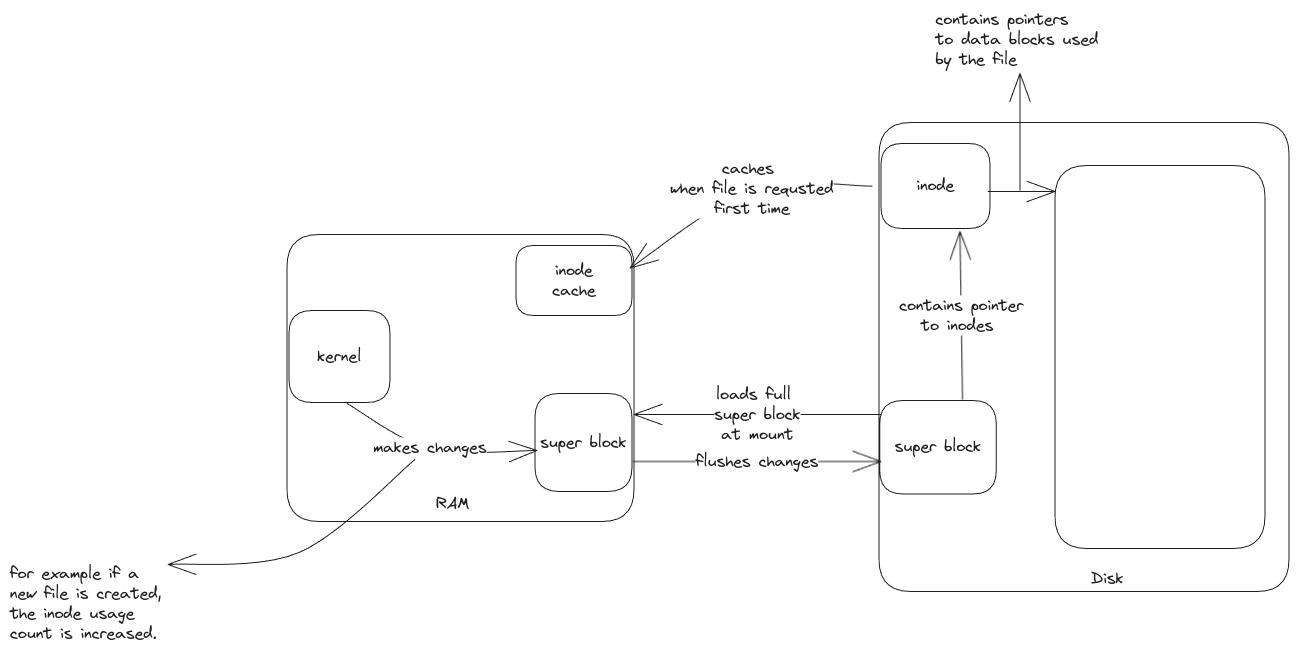 contains pointers
to data blocks used
by the file
inode
caches
when file is requsted
first time
inode
cache
kernel
contains pointer
to inodes
loads full
super block
at mount
makes changes
super block
flushes changes
super block
RAM
for example if a
new file is created,
the inode usage
count is increased.
Disk